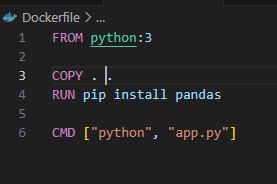 Dockerfile > ...
1 FROM python:3
2
3 COPY . .
4 RUN pip install pandas
5
6 CMD ["python", "app.py"]